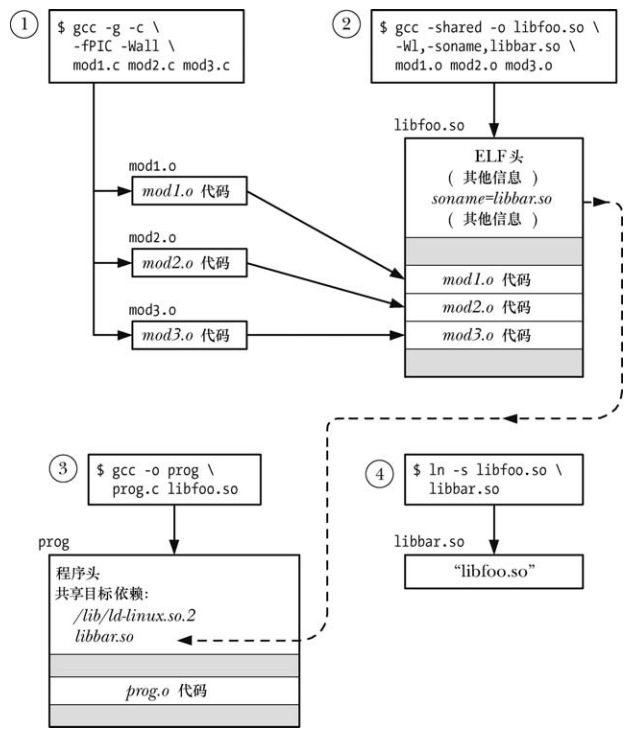 1
$ gcc -g -c \
-fPIC -Wall \
mod1.c mod2.c mod3.c
2
$ gcc -shared -o libfoo.so \
-Wl,-soname,libbar.so \
mod1.o mod2.o mod3.o
libfoo.so
ELF头
( 其他信息 )
soname=libbar.so
( 其他信息 )
mod1.o
mod1.o 代码
mod2.o
mod2.o 代码
mod3.o
mod3.o 代码
mod1.o 代码
mod2.o 代码
mod3.o 代码
3
$ gcc -o prog \
prog.c libfoo.so
4
$ ln -s libfoo.so \
libbar.so
prog
程序头
共享目标依赖:
/lib/ld-linux.so.2
libbar.so
prog.o 代码
libbar.so
“libfoo.so”